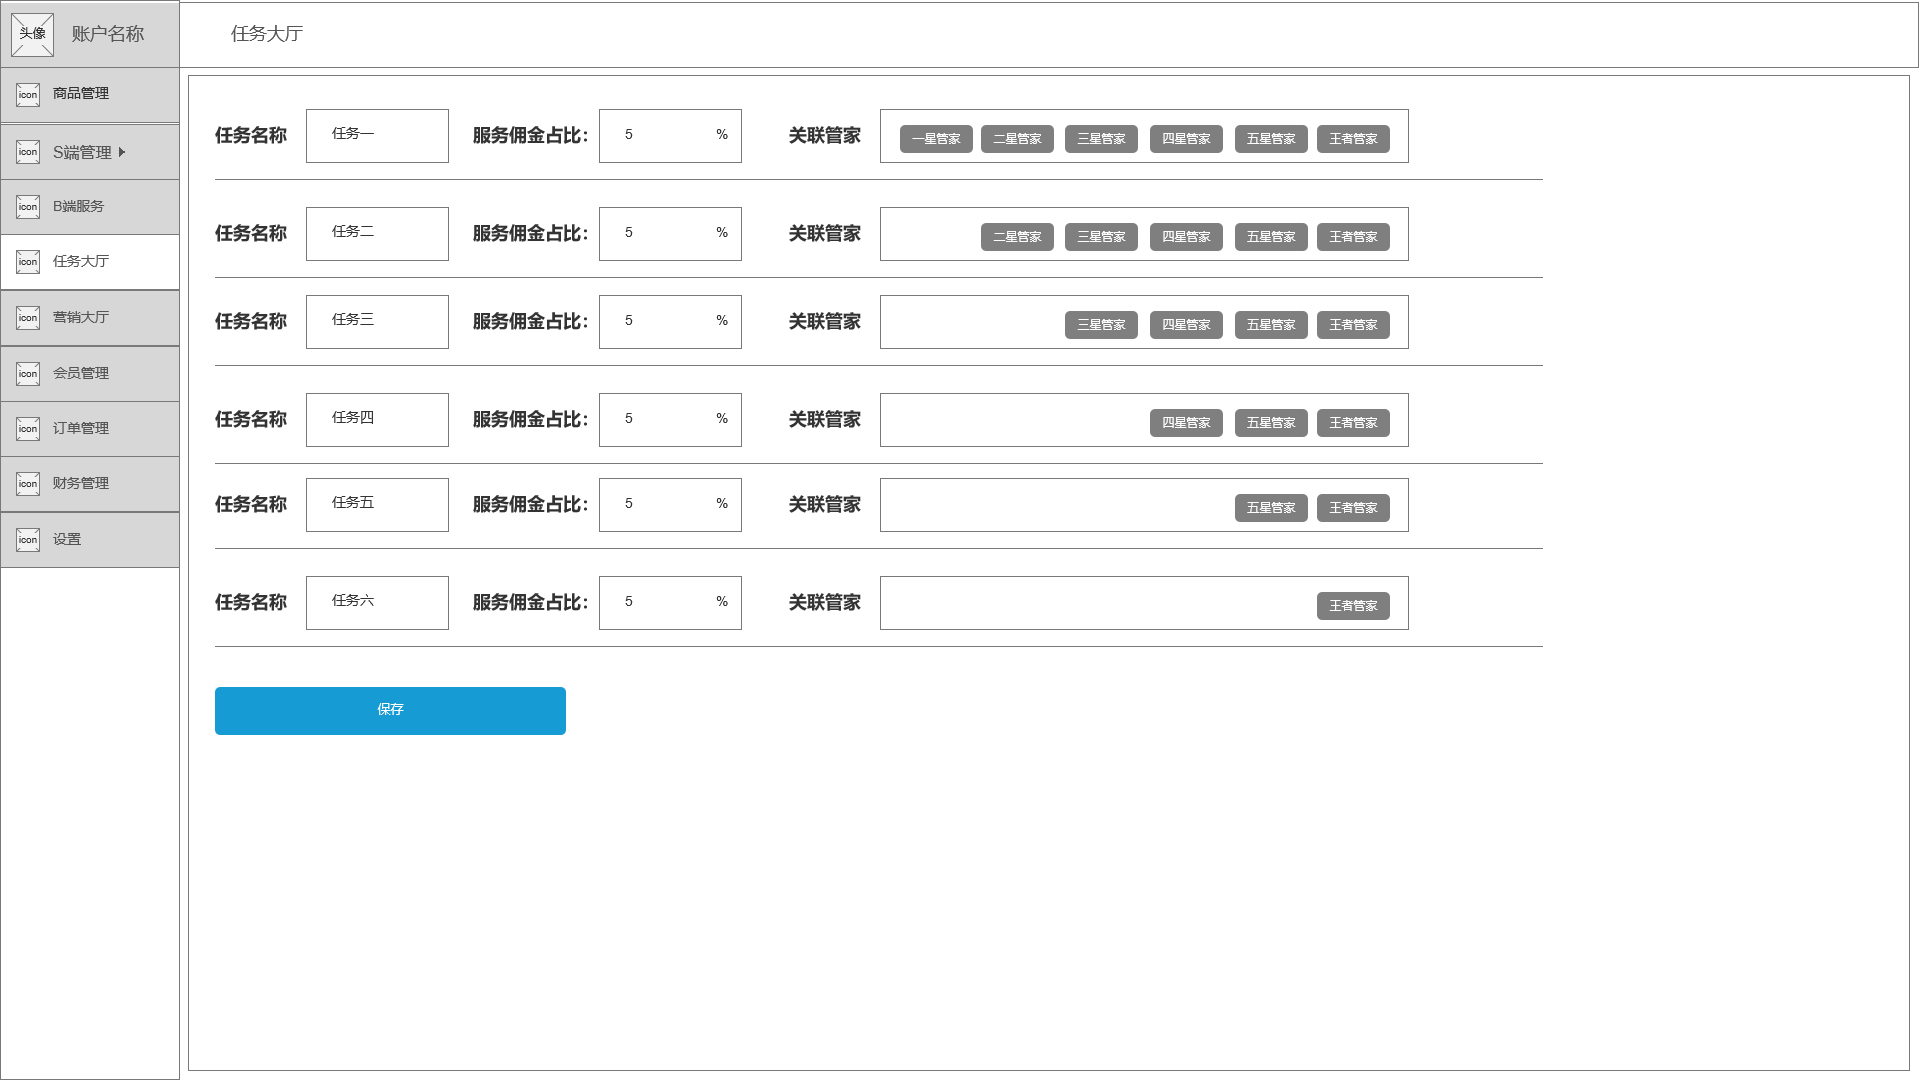 头像 账户名称
任务大厅
icon 商品管理
icon S端管理
icon B端服务
icon 任务大厅
icon 营销大厅
icon 会员管理
icon 订单管理
icon 财务管理
icon 设置
任务名称 任务一 服务佣金占比： 5 % 关联管家 一星管家 二星管家 三星管家 四星管家 五星管家 王者管家
任务名称 任务二 服务佣金占比： 5 % 关联管家 二星管家 三星管家 四星管家 五星管家 王者管家
任务名称 任务三 服务佣金占比： 5 % 关联管家 三星管家 四星管家 五星管家 王者管家
任务名称 任务四 服务佣金占比： 5 % 关联管家 四星管家 五星管家 王者管家
任务名称 任务五 服务佣金占比： 5 % 关联管家 五星管家 王者管家
任务名称 任务六 服务佣金占比： 5 % 关联管家 王者管家
保存